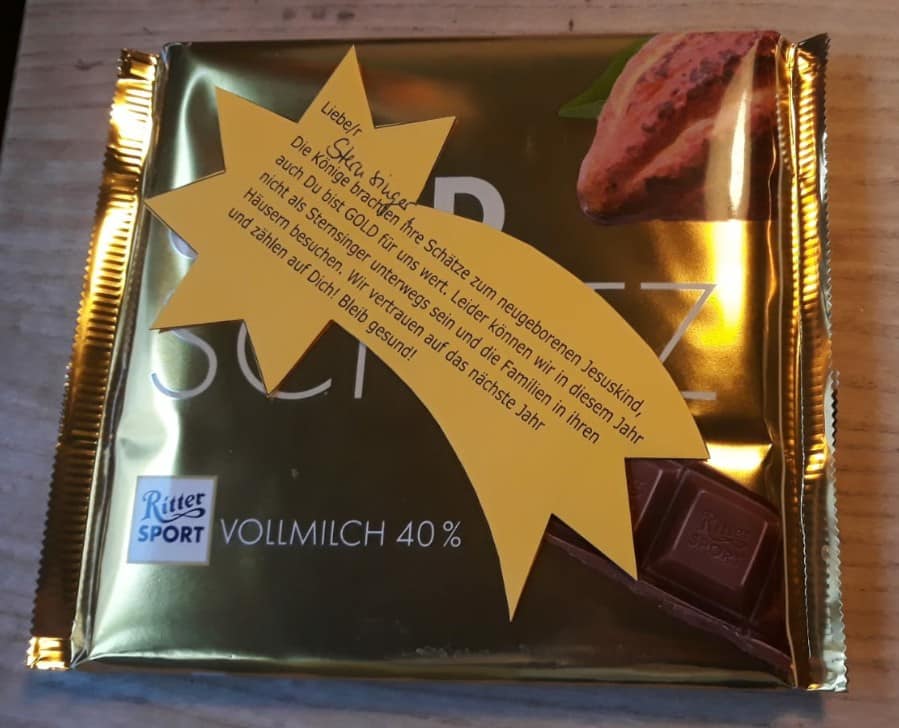 Liebe/r
Sternsinger
Die Könige brachten ihre Schätze zum neugeborenen Jesuskind,
auch Du bist GOLD für uns wert. Leider können wir in diesem Jahr
nicht als Sternsinger unterwegs sein und die Familien in ihren
Häusern besuchen. Wir vertrauen auf das nächste Jahr
und zählen auf Dich! Bleib gesund!
Ritter
SPORT
VOLLMILCH 40 %
Ritter
SPORT